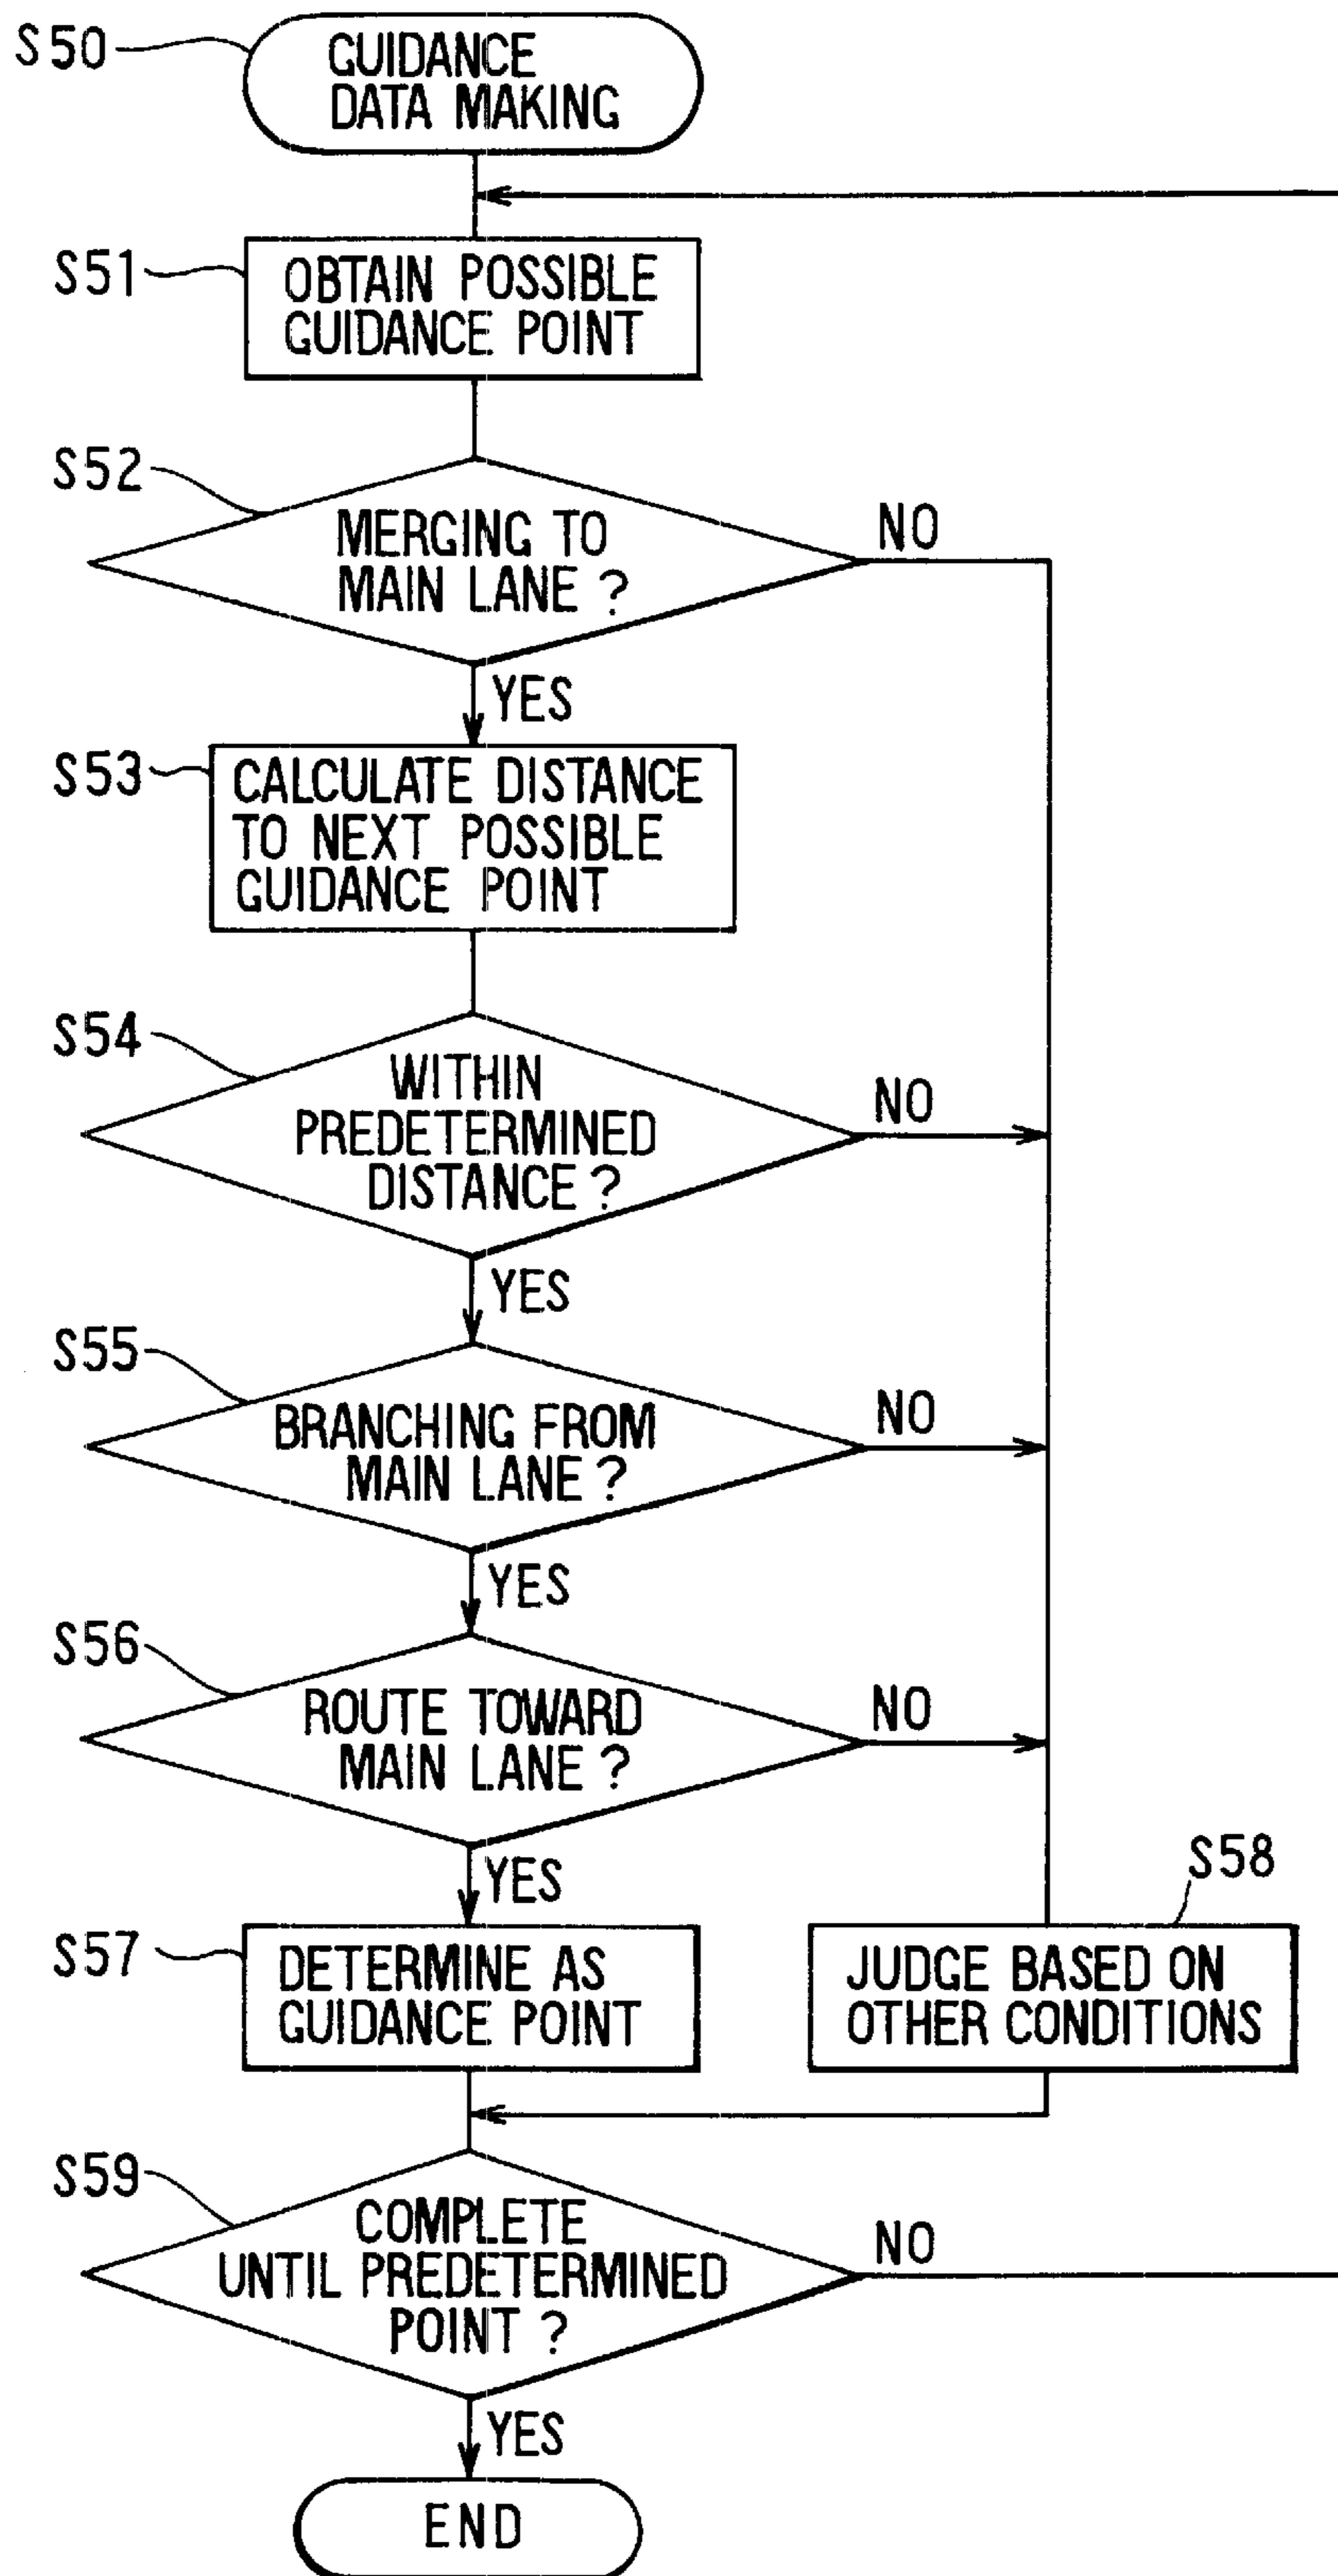 S50
GUIDANCE
DATA MAKING
S51
OBTAIN POSSIBLE
GUIDANCE POINT
S52
MERGING TO
MAIN LANE ?
NO
YES
S53
CALCULATE DISTANCE
TO NEXT POSSIBLE
GUIDANCE POINT
S54
WITHIN
PREDETERMINED
DISTANCE ?
NO
YES
S55
BRANCHING FROM
MAIN LANE ?
NO
YES
S56
ROUTE TOWARD
MAIN LANE ?
NO
YES
S57
DETERMINE AS
GUIDANCE POINT
S58
JUDGE BASED ON
OTHER CONDITIONS
S59
COMPLETE
UNTIL PREDETERMINED
POINT ?
NO
YES
END